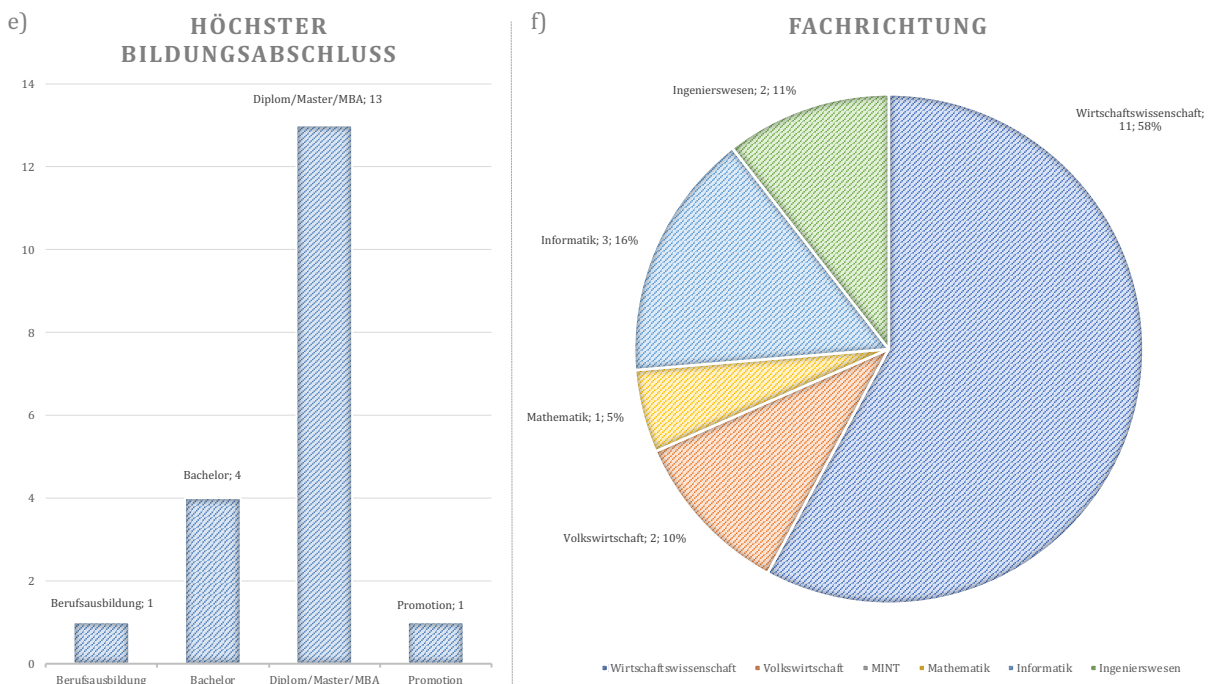 e)
HÖCHSTER
BILDUNGSABSCHLUSS
14
12
10
8
6
4
2
0
Berufsausbildung; 1
Bachelor; 4
Diplom/Master/MBA; 13
Promotion; 1
Berufsausbildung
Bachelor
Diplom/Master/MBA
Promotion
f)
FACHRICHTUNG
Ingenierswesen; 2; 11%
Wirtschaftswissenschaft;
11; 58%
Informatik; 3; 16%
Mathematik; 1; 5%
Volkswirtschaft; 2; 10%
Wirtschaftswissenschaft
Volkswirtschaft
MINT
Mathematik
Informatik
Ingenierswesen